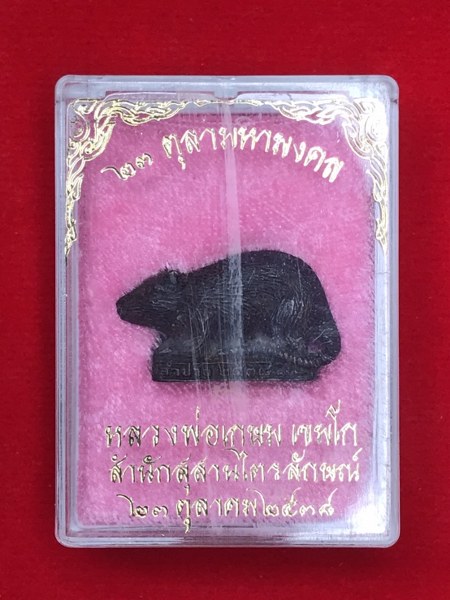 ๒๓ ตุลามหามงคล
หลวงพ่อเกษม เขมโก
สำนักสุสานไตรลักษณ์
๒๓ ตุลาคม ๒๕๓๘